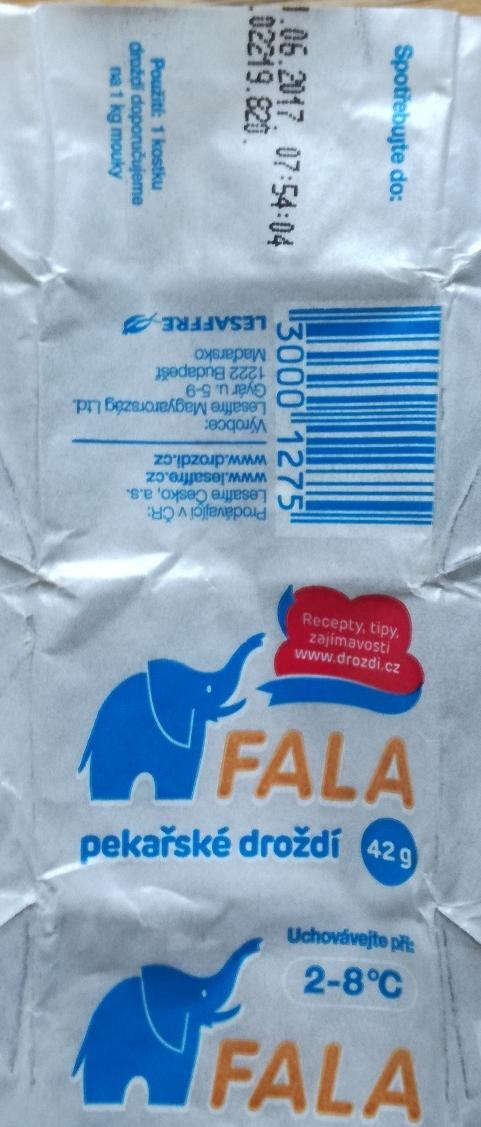 Spotřebujte do:
.06.2017 07:54:04
.02219.820.
Použití: 1 kostku
droždí doporučujeme
na 1 kg mouky
3000 1275
Prodávající v ČR:
Lesaffre Česko, a.s.
www.lesaffre.cz
www.drozdi.cz
Výrobce:
Lesaffre Magyarország Ltd.
Gyár u. 5-9
1222 Budapešť
Maďarsko
LESAFFRE
Recepty, tipy,
zajímavosti
www.drozdi.cz
FALA
pekařské droždí 42 g
Uchovávejte při:
2-8°C
FALA